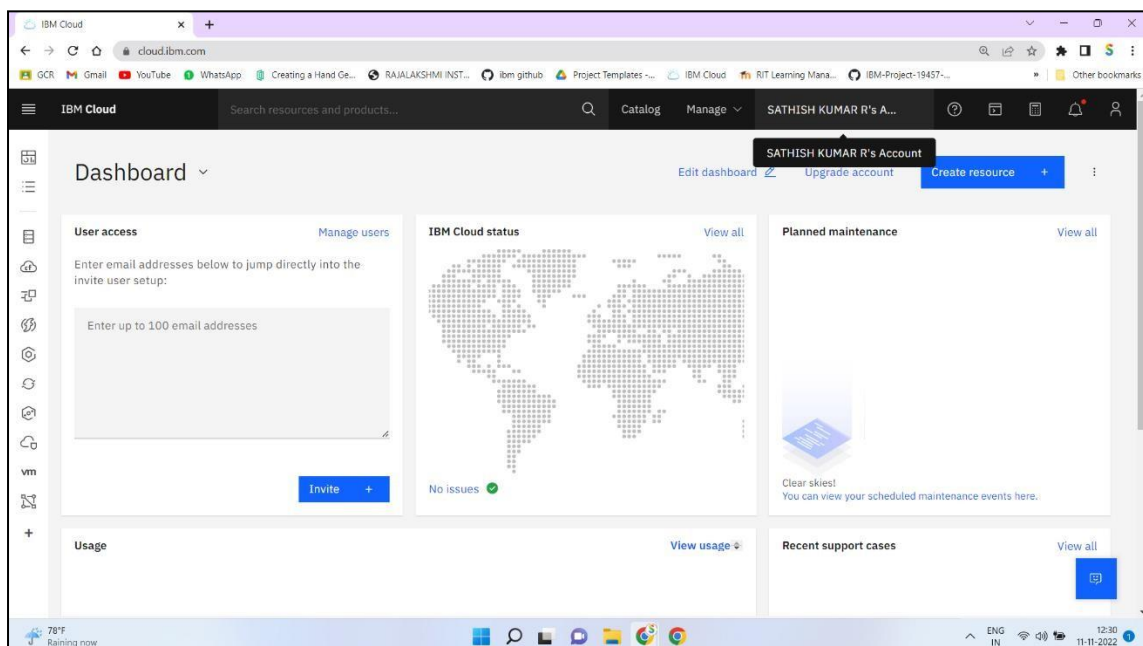 IBM Cloud
cloud.ibm.com
GCR Gmail YouTube WhatsApp Creating a Hand Ge... RAJALAKSHMI INST... ibm github Project Templates -... IBM Cloud RIT Learning Mana... IBM-Project-19457-... » Other bookmarks
IBM Cloud Search resources and products... Catalog Manage SATHISH KUMAR R's A...
SATHISH KUMAR R's Account
Dashboard Edit dashboard Upgrade account Create resource +
User access Manage users
Enter email addresses below to jump directly into the
invite user setup:
Enter up to 100 email addresses
Invite +
IBM Cloud status View all
No issues
Planned maintenance View all
Clear skies!
You can view your scheduled maintenance events here.
vm
Usage View usage
Recent support cases View all
78°F
Raining now
ENG
IN
12:30
11-11-2022
1